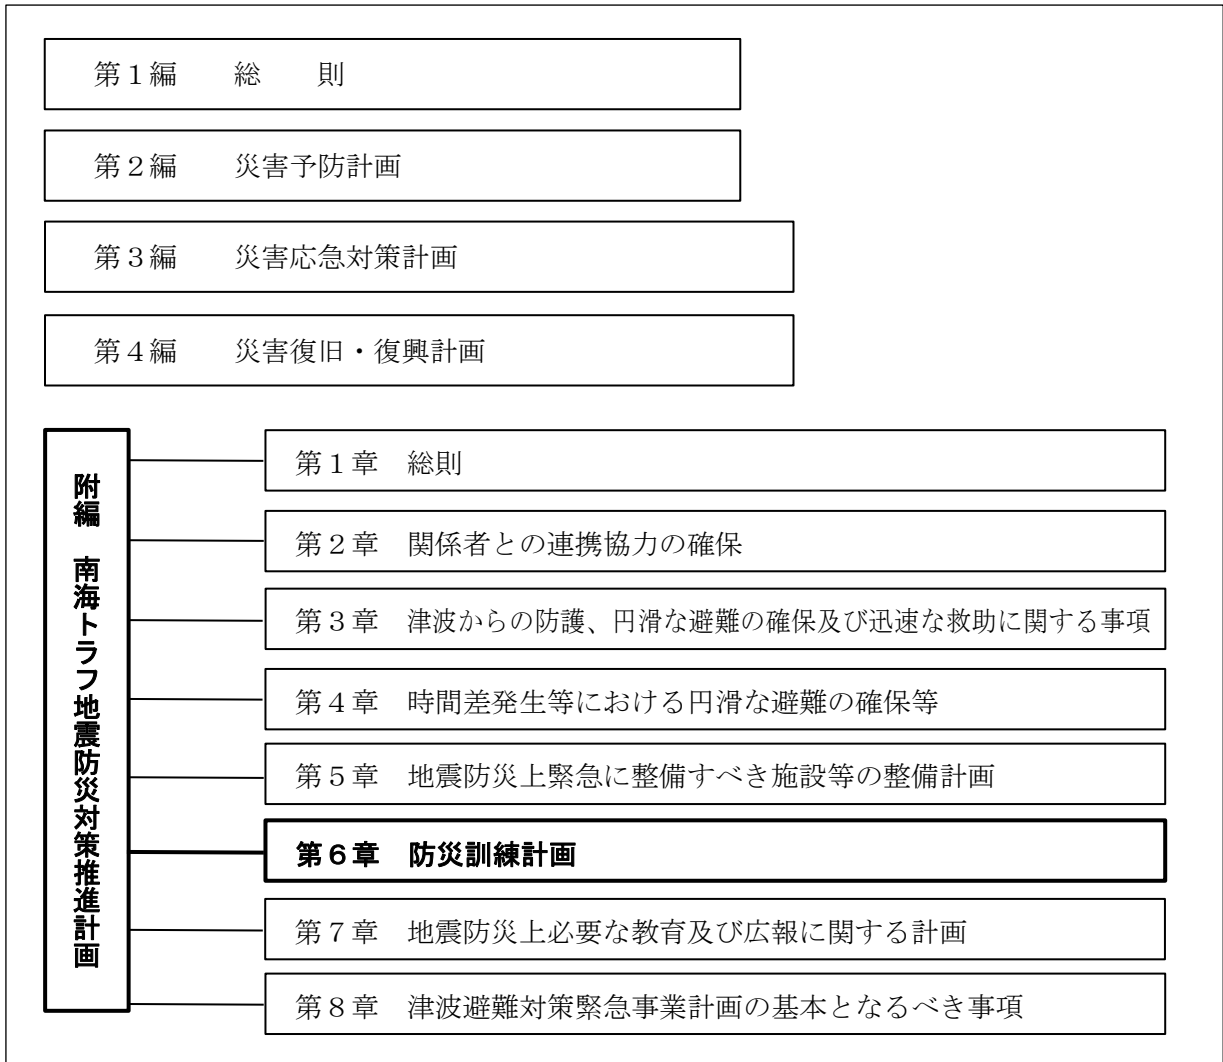 第１編　　総　　則
第２編　　災害予防計画
第３編　　災害応急対策計画
第４編　　災害復旧・復興計画
附編　南海トラフ地震防災対策推進計画
第１章　総則
第２章　関係者との連携協力の確保
第３章　津波からの防護、円滑な避難の確保及び迅速な救助に関する事項
第４章　時間差発生等における円滑な避難の確保等
第５章　地震防災上緊急に整備すべき施設等の整備計画
第６章　防災訓練計画
第７章　地震防災上必要な教育及び広報に関する計画
第８章　津波避難対策緊急事業計画の基本となるべき事項